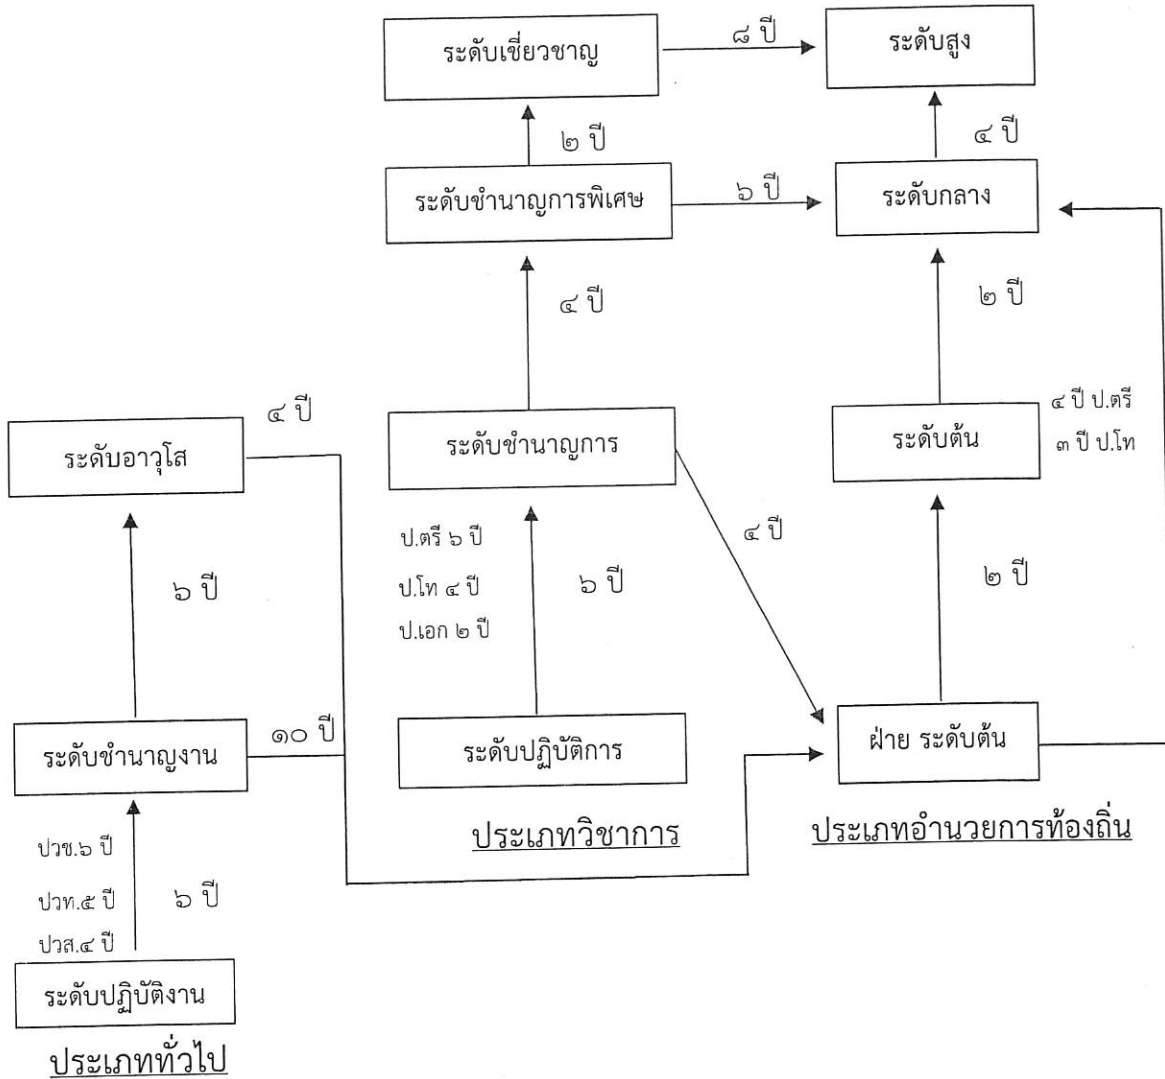 ระดับเชี่ยวชาญ
๘ ปี
ระดับสูง
๒ ปี
๔ ปี
ระดับชำนาญการพิเศษ
๖ ปี
ระดับกลาง
๔ ปี
๒ ปี
๔ ปี
ระดับอาวุโส
ระดับชำนาญการ
ระดับต้น
๔ ปี ป.ตรี
๓ ปี ป.โท
๖ ปี
ป.ตรี ๖ ปี
ป.โท ๔ ปี
ป.เอก ๒ ปี
๖ ปี
๔ ปี
๒ ปี
ระดับชำนาญงาน
๑๐ ปี
ระดับปฏิบัติการ
ฝ่าย ระดับต้น
ประเภทวิชาการ
ประเภทอำนวยการท้องถิ่น
ปวช.๖ ปี
ปวท.๕ ปี
ปวส.๔ ปี
๖ ปี
ระดับปฏิบัติงาน
ประเภททั่วไป